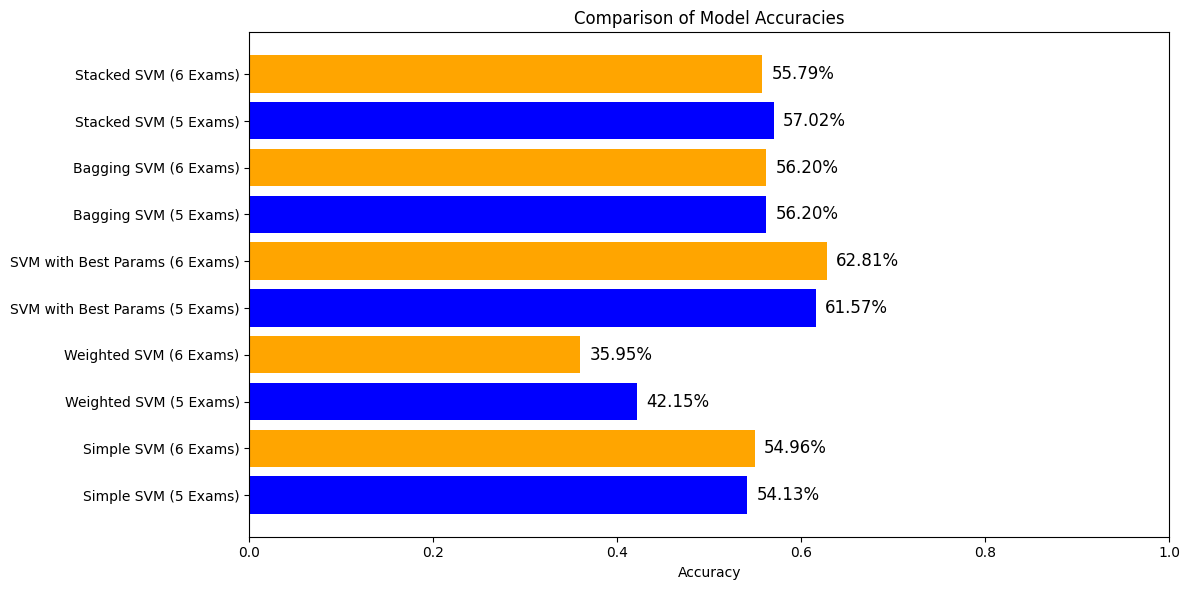 Comparison of Model Accuracies
Stacked SVM (6 Exams) 55.79%
Stacked SVM (5 Exams) 57.02%
Bagging SVM (6 Exams) 56.20%
Bagging SVM (5 Exams) 56.20%
SVM with Best Params (6 Exams) 62.81%
SVM with Best Params (5 Exams) 61.57%
Weighted SVM (6 Exams) 35.95%
Weighted SVM (5 Exams) 42.15%
Simple SVM (6 Exams) 54.96%
Simple SVM (5 Exams) 54.13%
0.0 0.2 0.4 0.6 0.8 1.0
Accuracy